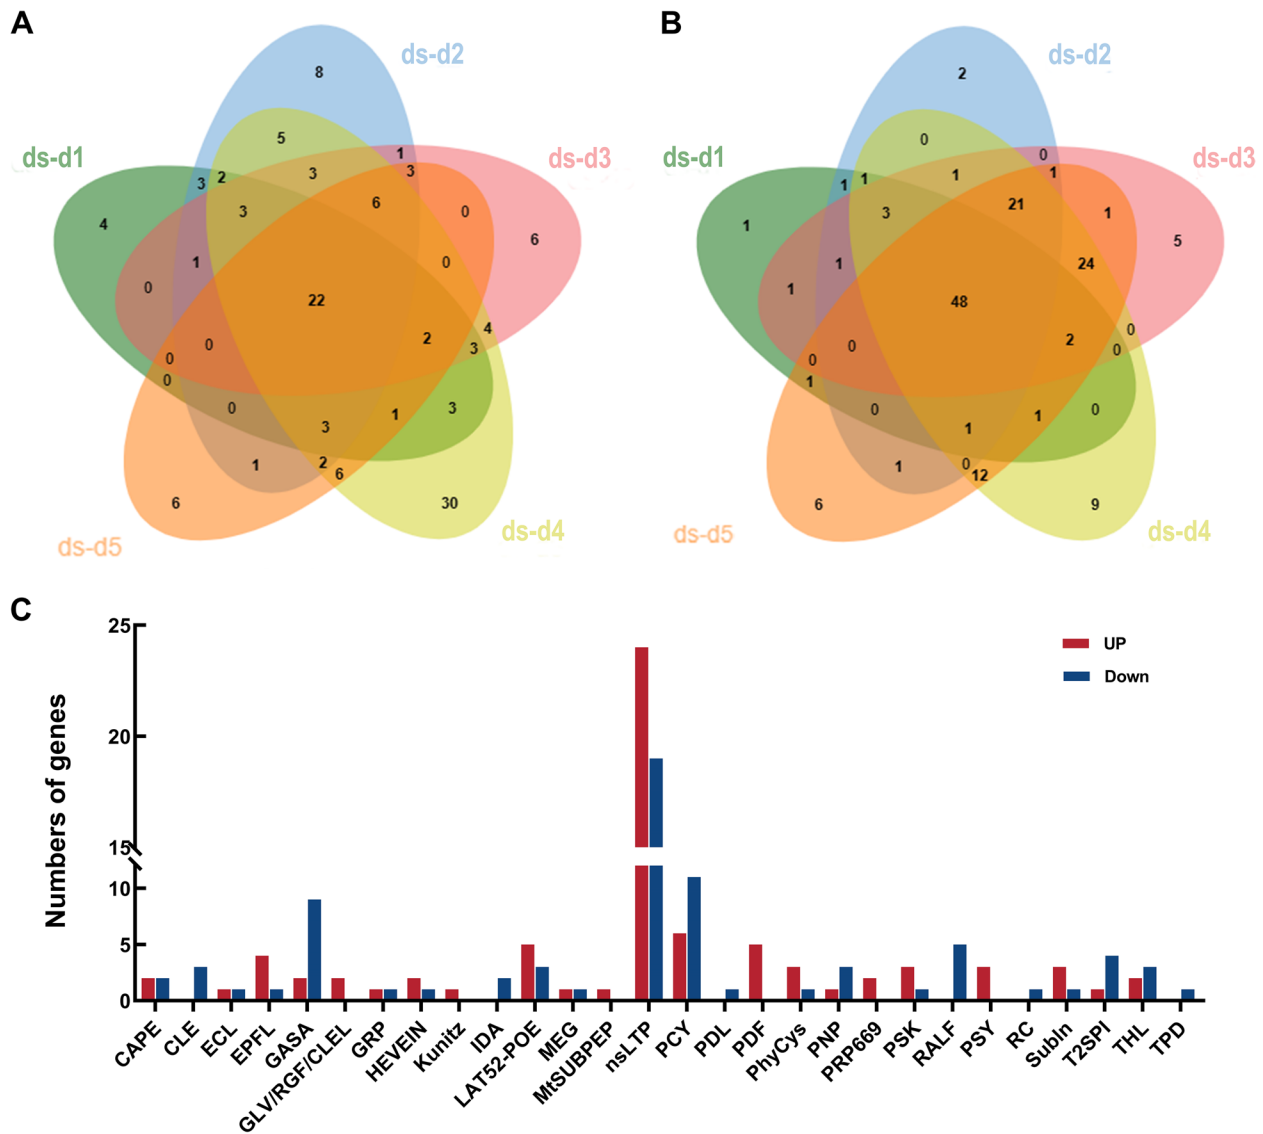 A
B
ds-d2
ds-d2
8
2
5
0
ds-d1
1
ds-d3
ds-d1
0
ds-d3
3
2
3
3
1
1
1
1
3
6
0
3
21
1
4
6
1
5
1
0
1
24
0
22
1
48
0
2
4
3
0
2
0
0
0
0
0
1
0
1
3
0
1
0
3
1
1
2
6
1
0
12
6
30
6
9
ds-d5
ds-d4
ds-d5
ds-d4
C
25
20
15
10
5
0
Numbers of genes
UP
Down
CAPE
CLE
ECL
EPFL
GASA
GLV/RGF/CLEL
GRP
HEVEIN
Kunitz
IDA
LAT52-POE
MEG
MtSUBPEP
nsLTP
PCY
PDL
PDF
PhyCys
PNP
PRP669
PSK
RALF
PSY
RC
SubIn
T2SPI
THL
TPD